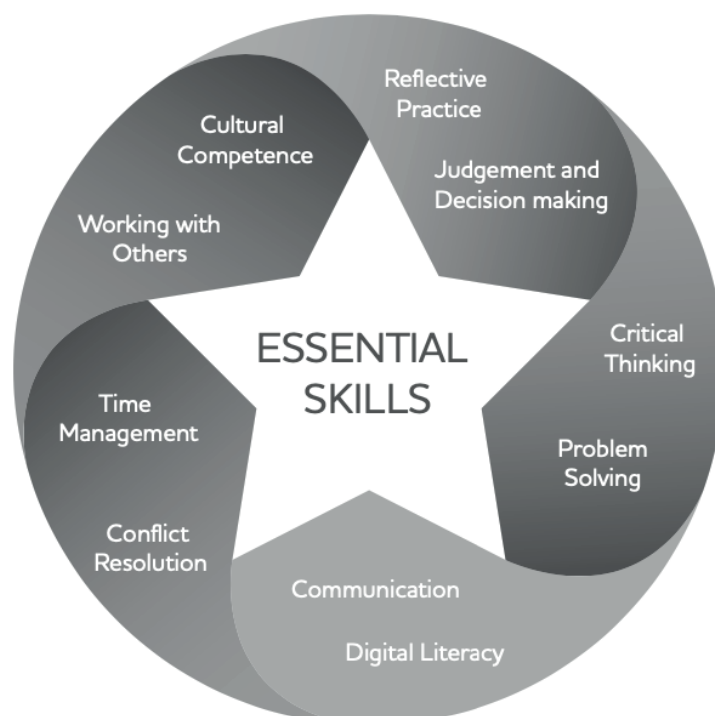 Reflective
Practice
Judgement and
Decision making
Critical
Thinking
Problem
Solving
Communication
Digital Literacy
Conflict
Resolution
Time
Management
Working with
Others
Cultural
Competence
ESSENTIAL
SKILLS